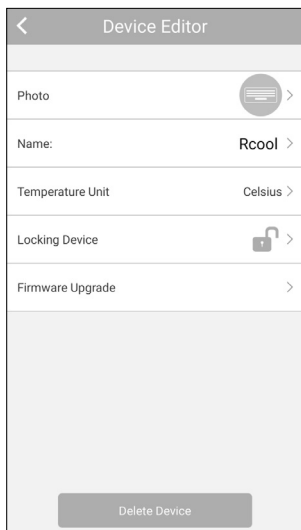 Device Editor
Photo
Name: Rcool
Temperature Unit Celsius
Locking Device
Firmware Upgrade
Delete Device